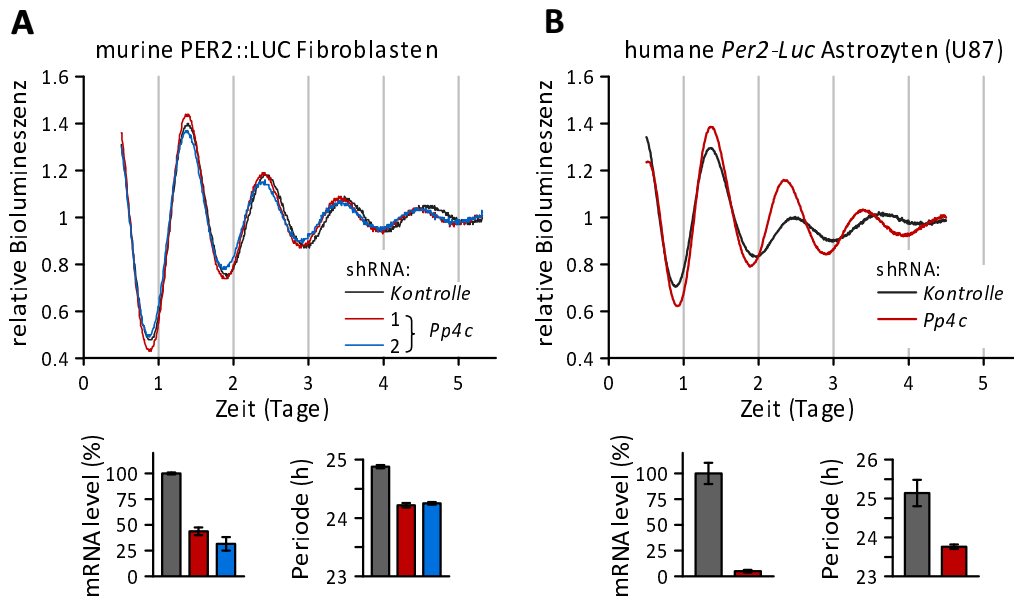 A
murine PER2::LUC Fibroblasten
relative Biolumineszenz
1.6
1.4
1.2
1
0.8
0.6
0.4
shRNA:
Kontrolle
1
2
Pp4c
0 1 2 3 4 5
Zeit (Tage)
mRNA level (%)
100
75
50
25
0
Periode (h)
25
24
23
B
humane Per2-Luc Astrozyten (U87)
relative Biolumineszenz
1.6
1.4
1.2
1
0.8
0.6
0.4
shRNA:
Kontrolle
Pp4c
0 1 2 3 4 5
Zeit (Tage)
mRNA level (%)
100
75
50
25
0
Periode (h)
26
25
24
23